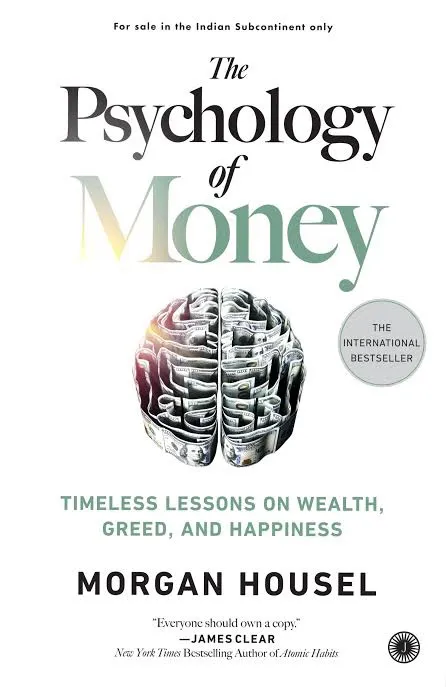 For sale in the Indian Subcontinent only
The
Psychology
of
Money
THE
INTERNATIONAL
BESTSELLER
TIMELESS LESSONS ON WEALTH,
GREED, AND HAPPINESS
MORGAN HOUSEL
"Everyone should own a copy."
—JAMES CLEAR
New York Times Bestselling Author of Atomic Habits
J